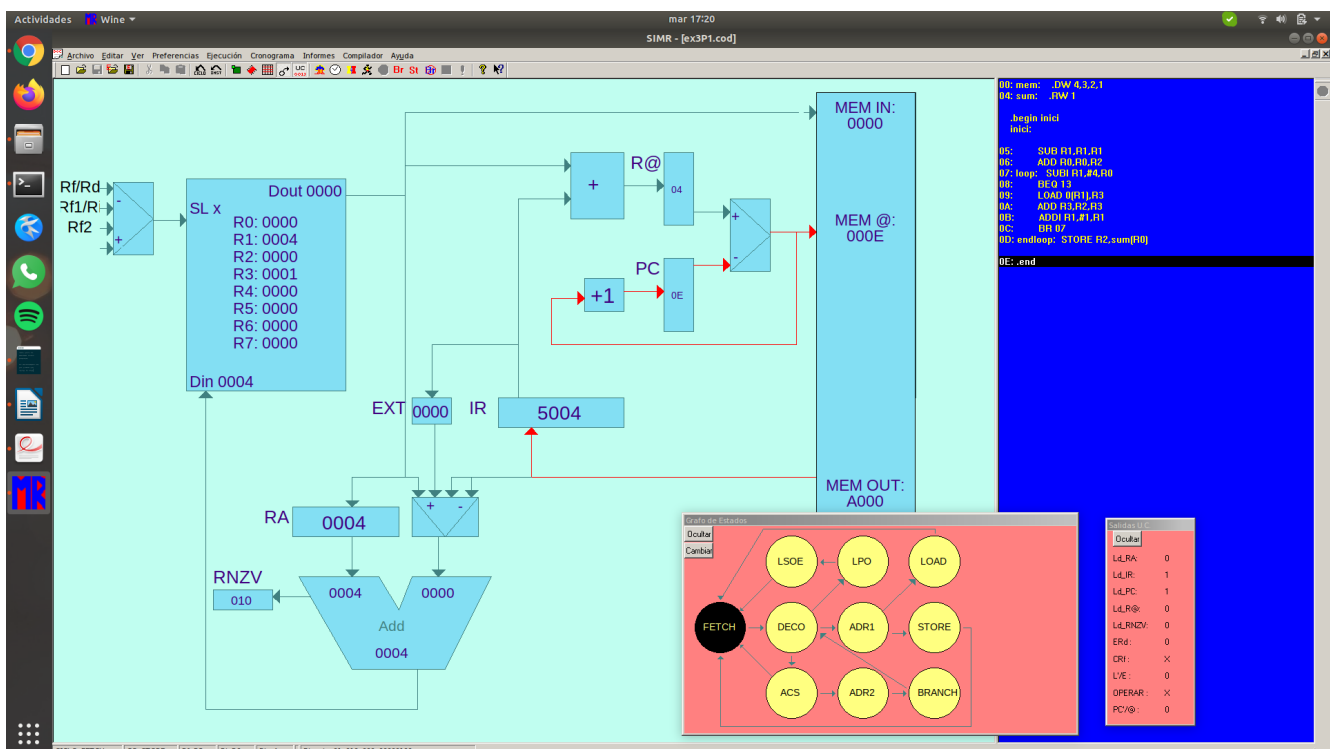 Actividades
Wine
mar 17:20
SIMR - [ex3P1.cod]
Archivo Editar Ver Preferencias Ejecución Cronograma Informes Compilador Ayuda
Br St
Rf/Rd
Rf1/Ri
Rf2
-
+
Dout 0000
SL x
R0: 0000
R1: 0004
R2: 0000
R3: 0001
R4: 0000
R5: 0000
R6: 0000
R7: 0000
Din 0004
+
R@
04
PC
+1
0E
+
-
MEM IN:
0000
MEM @:
000E
MEM OUT:
A000
EXT
0000
IR
5004
RA
0004
+ -
RNZV
010
0004
0000
Add
0004
00: mem: .DW 4,3,2,1
04: sum: .RW 1
.begin inici
inici:
05: SUB R1,R1,R1
06: ADD R0,R0,R2
07: loop: SUBI R1,#4,R0
08: BEQ 13
09: LOAD 0(R1),R3
0A: ADD R3,R2,R3
0B: ADDI R1,#1,R1
0C: BR 07
0D: endloop: STORE R2,sum(R0)
0E: .end
Grafo de Estados
Ocultar
Cambiar
LSOE
LPO
LOAD
FETCH
DECO
ADR1
STORE
ACS
ADR2
BRANCH
Salidas U.C.
Ocultar
Ld_RA: 0
Ld_IR: 1
Ld_PC: 1
Ld_R@: 0
Ld_RNZV: 0
ERd : 0
CRf : X
L'/E : 0
OPERAR : X
PC'/@ : 0